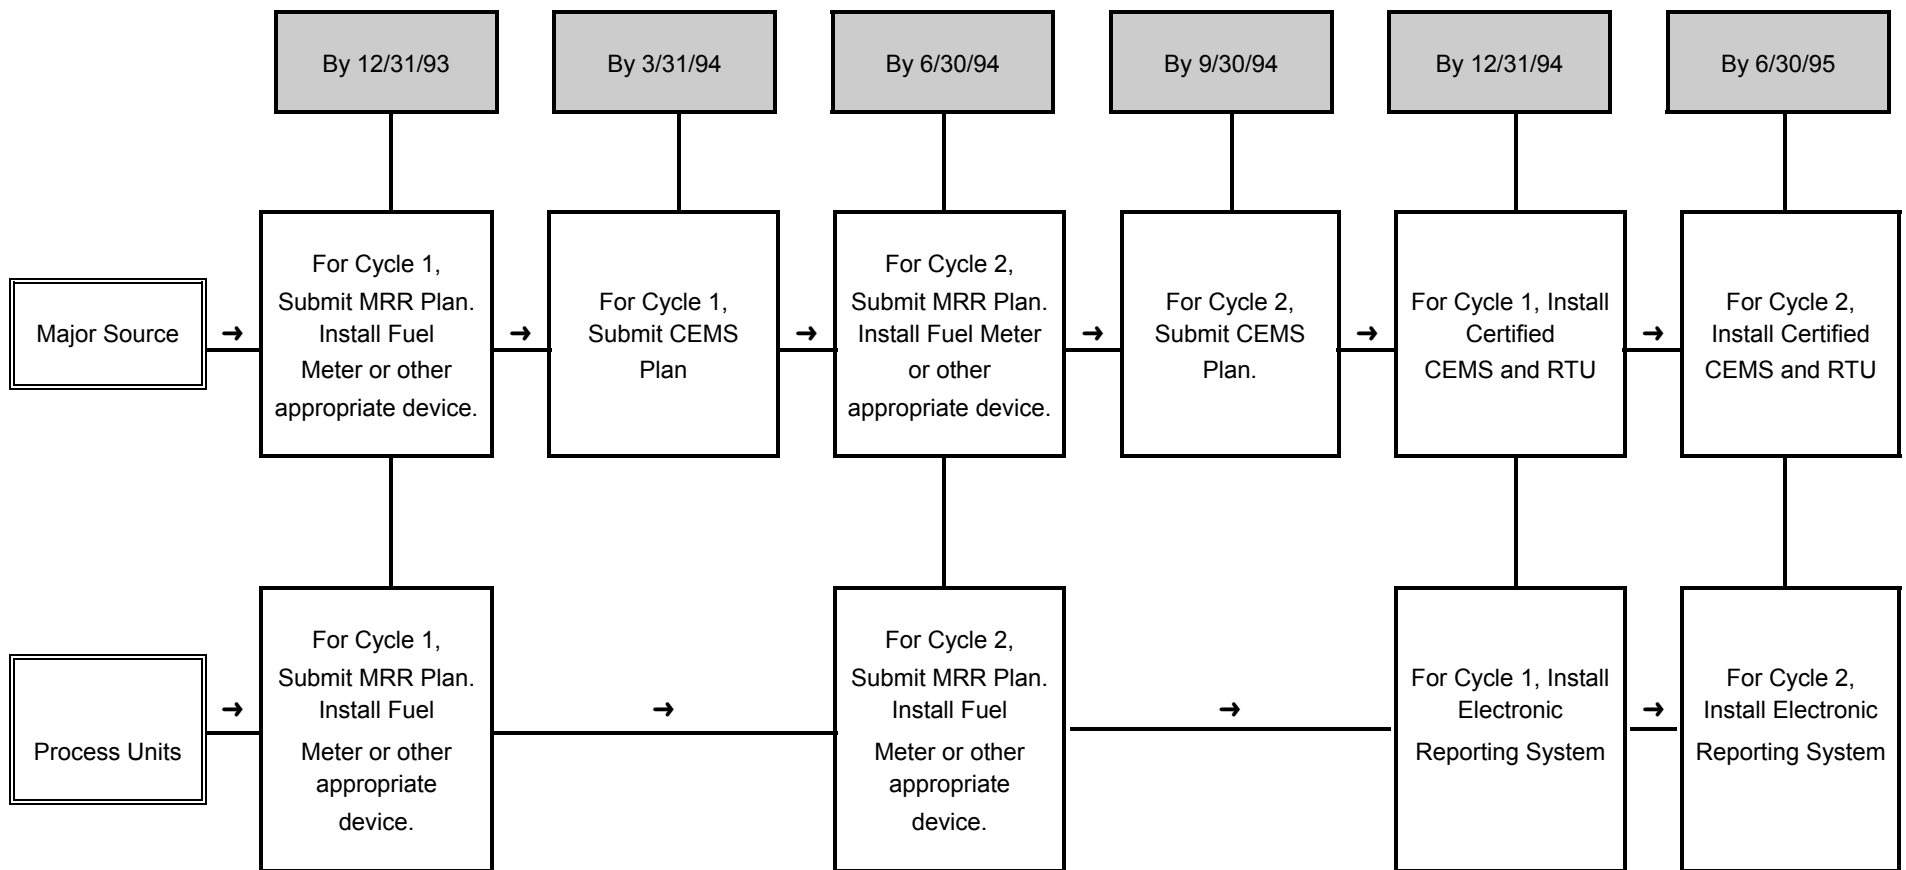 By 12/31/93
By 3/31/94
By 6/30/94
By 9/30/94
By 12/31/94
By 6/30/95
Major Source
For Cycle 1,
Submit MRR Plan.
Install Fuel
Meter or other
appropriate device.
For Cycle 1,
Submit CEMS
Plan
For Cycle 2,
Submit MRR Plan.
Install Fuel Meter
or other
appropriate device.
For Cycle 2,
Submit CEMS
Plan.
For Cycle 1, Install
Certified
CEMS and RTU
For Cycle 2,
Install Certified
CEMS and RTU
Process Units
For Cycle 1,
Submit MRR Plan.
Install Fuel
Meter or other
appropriate
device.
For Cycle 2,
Submit MRR Plan.
Install Fuel
Meter or other
appropriate
device.
For Cycle 1, Install
Electronic
Reporting System
For Cycle 2,
Install Electronic
Reporting System